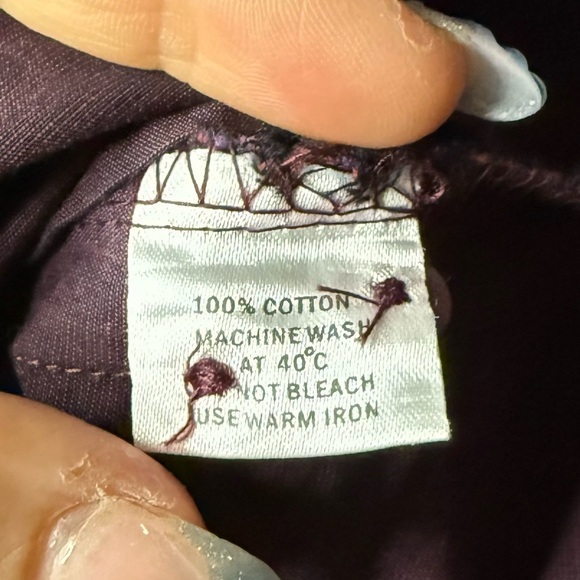 100% COTTON
MACHINE WASH
AT 40°C
NOT BLEACH
USE WARM IRON